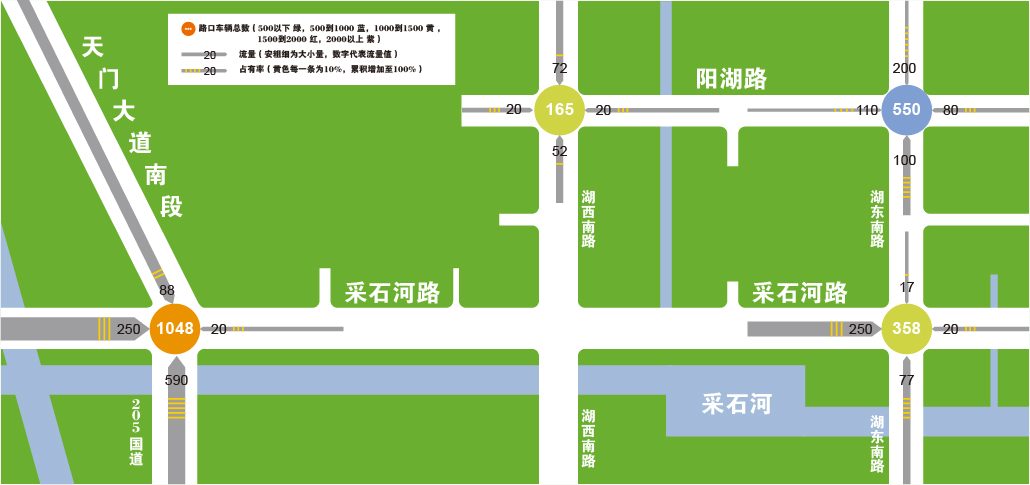 路口车辆总数（500以下 绿，500到1000 蓝，1000到1500 黄，
1500到2000 红，2000以上 紫）
20 流量（安粗细为大小量，数字代表流量值）
20 占有率（黄色每一条为10%，累积增加至100%）
天门大道南段
72
200
阳湖路
20 165 20
110 550 80
52
100
湖西南路
湖东南路
88
17
采石河路
采石河路
250 1048 20
250 358 20
590
77
采石河
205国道
湖西南路
湖东南路